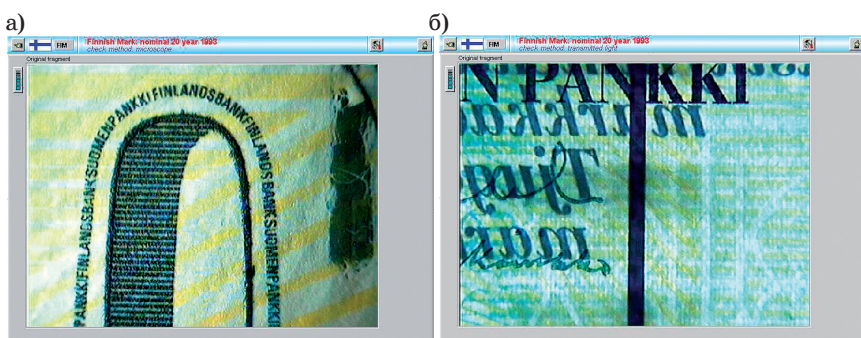 а)
FIM
Finnish Mark: nominal 20 year 1993
check method: microscope
Original fragment
PANKKIFINLANDSBANKSUOMENPANKKIFINLANDSBANKFINLANDSBANKSUOMENPANKKI
б)
FIM
Finnish Mark: nominal 20 year 1993
check method: transmitted light
Original fragment
N PANKKI